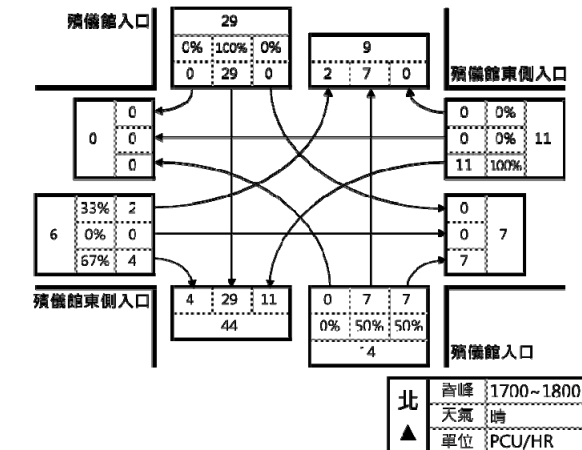 殯儀館入口
29
0% 100% 0%
0 29 0
9
2 7 0
殯儀館東側入口
0
0 0
0
0 0%
0 0%
11 100%
11
33% 2
6 0% 0
67% 4
0
0 7
7
殯儀館東側入口
4 29 11
44
0 7 7
0% 50% 50%
14
殯儀館入口
北
▲
昏峰 1700~1800
天氣 晴
單位 PCU/HR